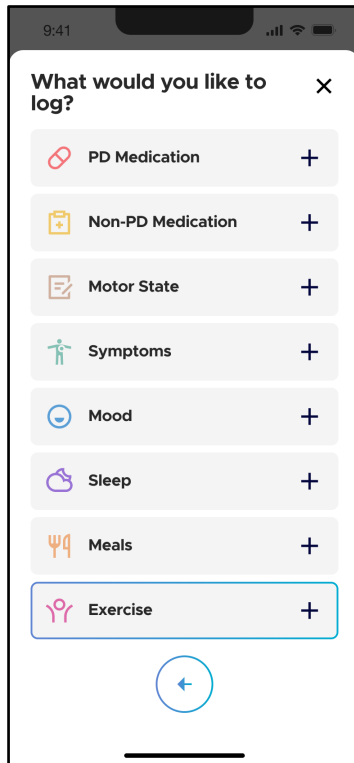 9:41
What would you like to
log?
PD Medication
Non-PD Medication
Motor State
Symptoms
Mood
Sleep
Meals
Exercise